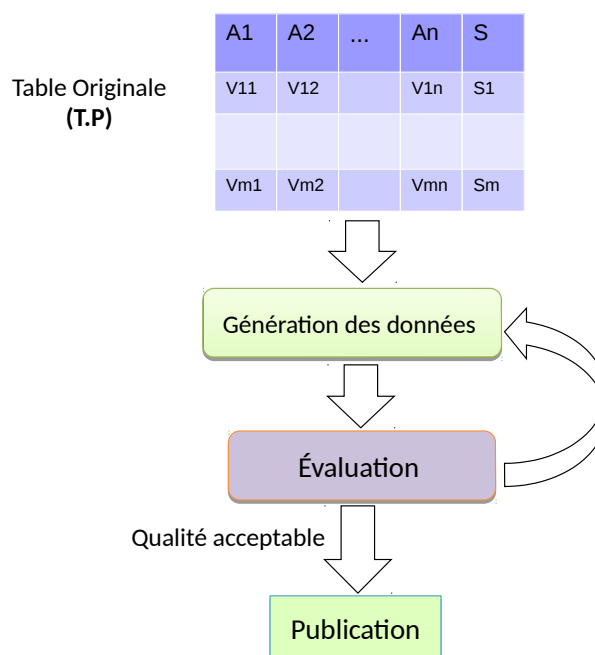 A1 A2 ... An S
Table Originale
(T.P)
V11 V12 V1n S1
Vm1 Vm2 Vmn Sm
Génération des données
Évaluation
Qualité acceptable
Publication